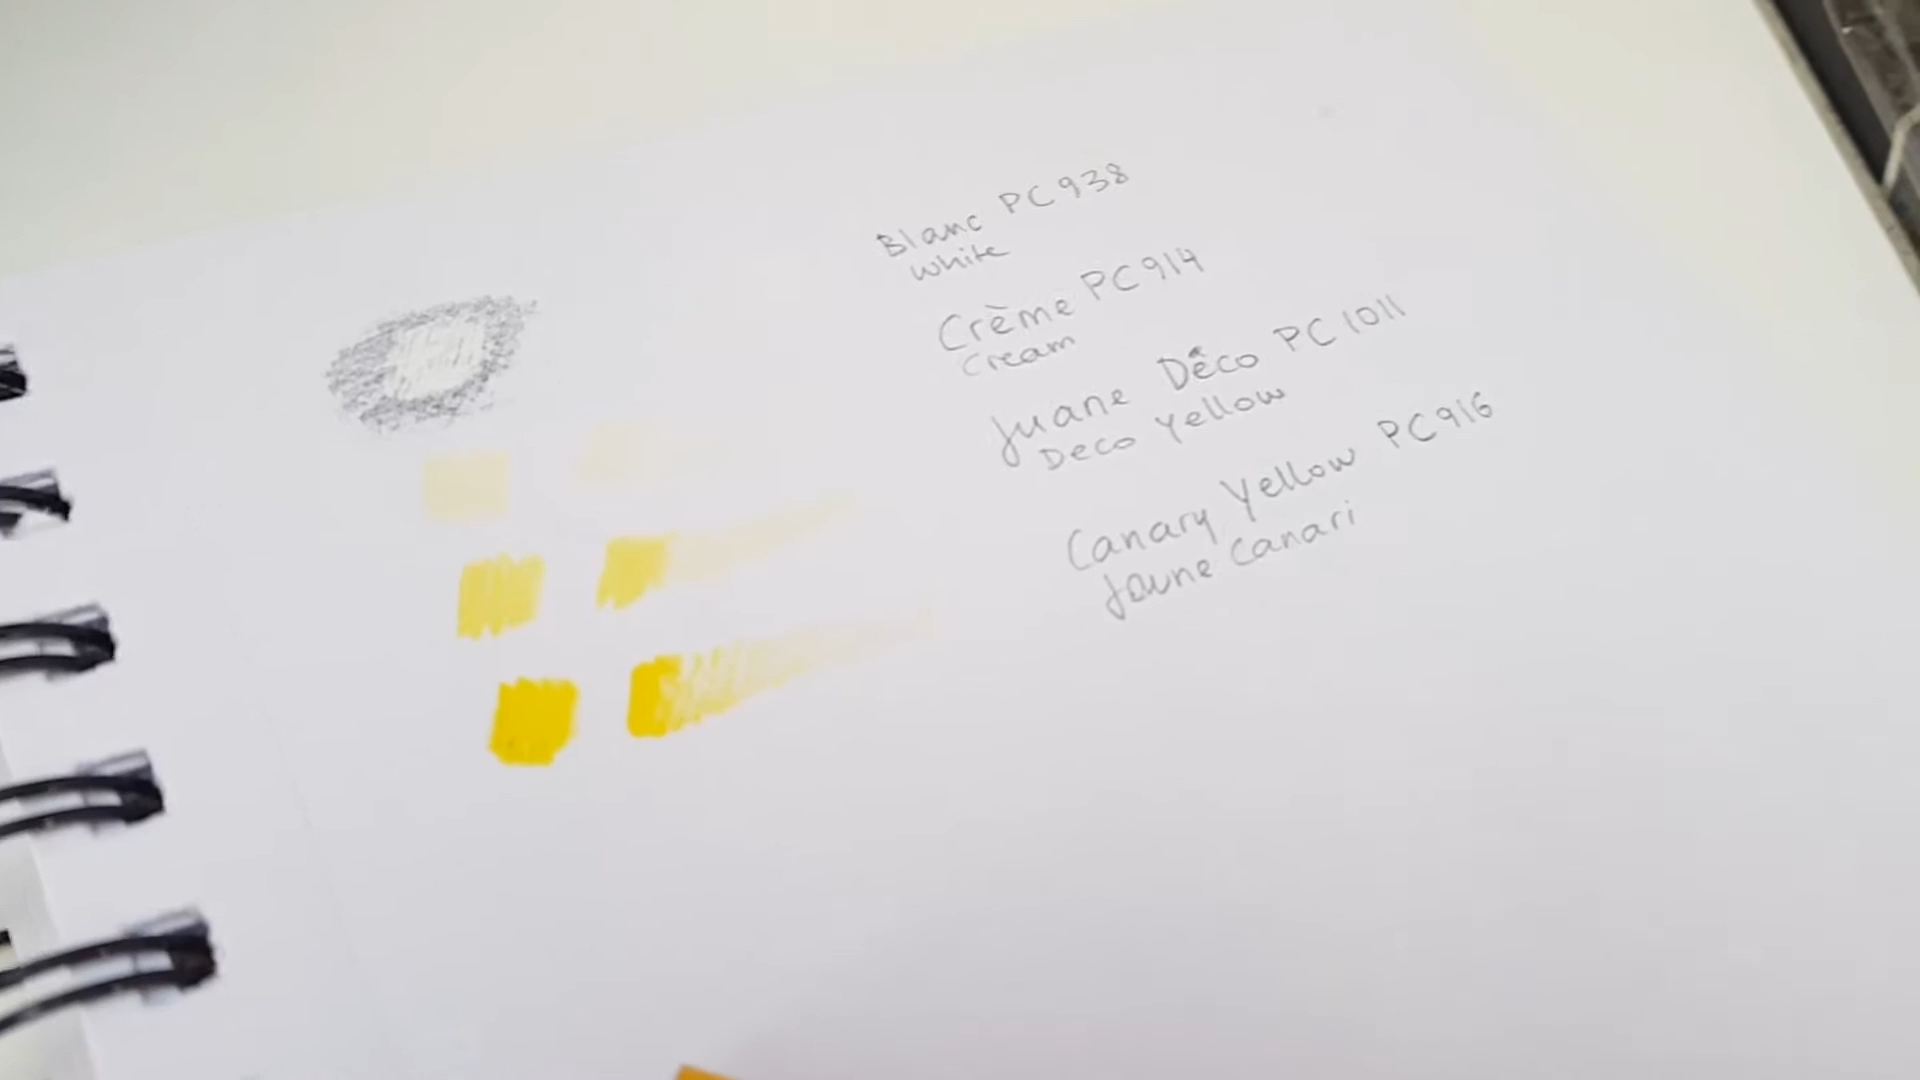 Blanc PC938
White
Crème PC914
Cream
Juane Déco PC1011
Deco Yellow
Canary Yellow PC916
Jaune Canari